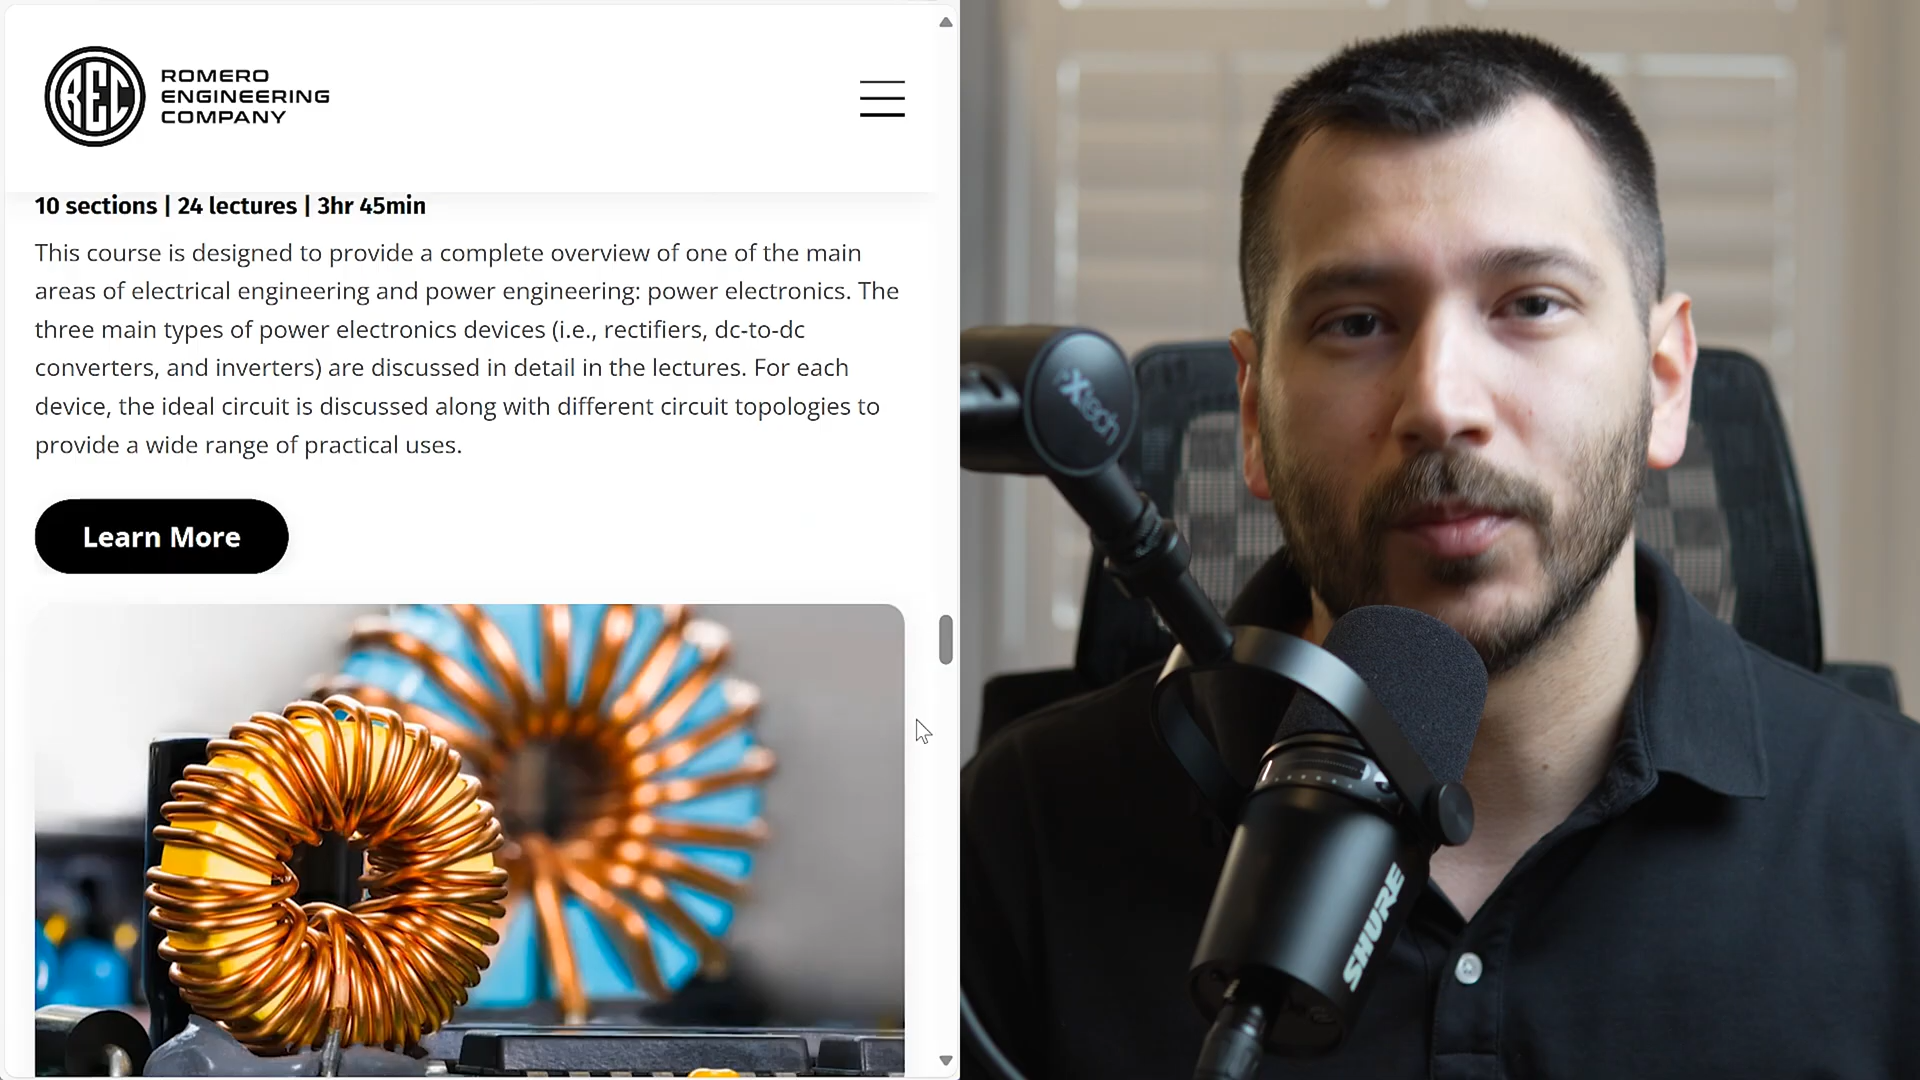 REC
ROMERO
ENGINEERING
COMPANY
10 sections | 24 lectures | 3hr 45min
This course is designed to provide a complete overview of one of the main
areas of electrical engineering and power engineering: power electronics. The
three main types of power electronics devices (i.e., rectifiers, dc-to-dc
converters, and inverters) are discussed in detail in the lectures. For each
device, the ideal circuit is discussed along with different circuit topologies to
provide a wide range of practical uses.
Learn More
iXtech
SHURE